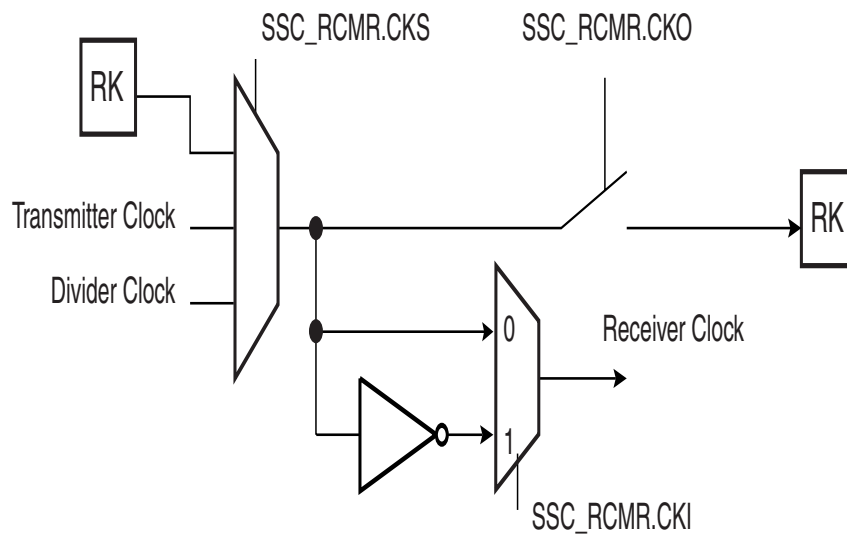 SSC_RCMR.CKS
SSC_RCMR.CKO
RK
Transmitter Clock
RK
Divider Clock
0
Receiver Clock
1
SSC_RCMR.CKI